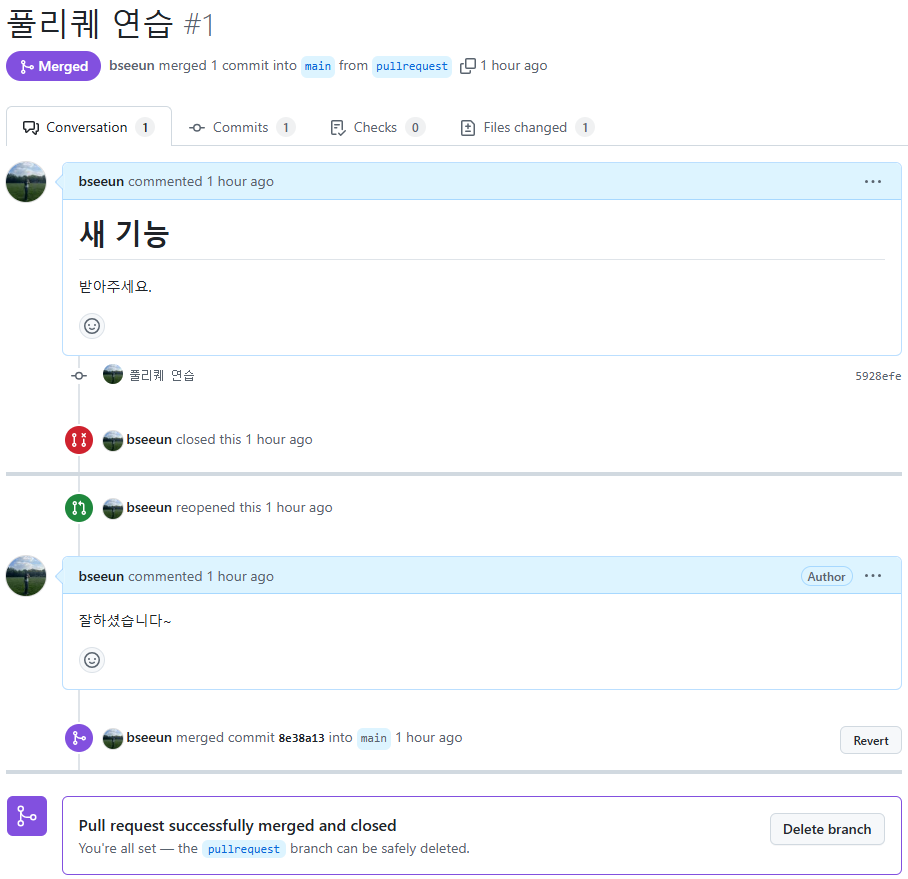 풀리퀘 연습 #1
Merged bseeun merged 1 commit into main from pullrequest 1 hour ago
Conversation 1 Commits 1 Checks 0 Files changed 1
bseeun commented 1 hour ago
새 기능
받아주세요.
풀리퀘 연습 5928efe
bseeun closed this 1 hour ago
bseeun reopened this 1 hour ago
bseeun commented 1 hour ago Author
잘하셨습니다~
bseeun merged commit 8e38a13 into main 1 hour ago Revert
Pull request successfully merged and closed
You're all set — the pullrequest branch can be safely deleted.
Delete branch